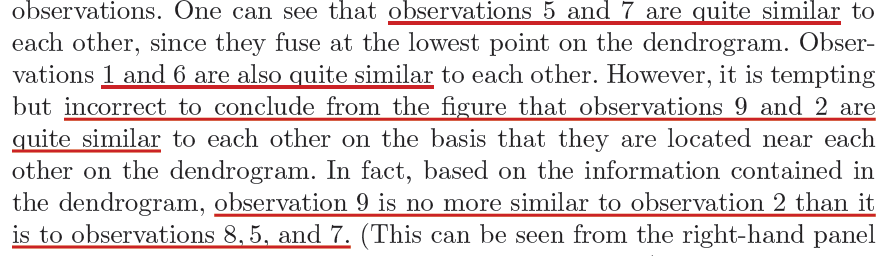 observations. One can see that observations 5 and 7 are quite similar to
each other, since they fuse at the lowest point on the dendrogram. Obser-
vations 1 and 6 are also quite similar to each other. However, it is tempting
but incorrect to conclude from the figure that observations 9 and 2 are
quite similar to each other on the basis that they are located near each
other on the dendrogram. In fact, based on the information contained in
the dendrogram, observation 9 is no more similar to observation 2 than it
is to observations 8, 5, and 7. (This can be seen from the right-hand panel